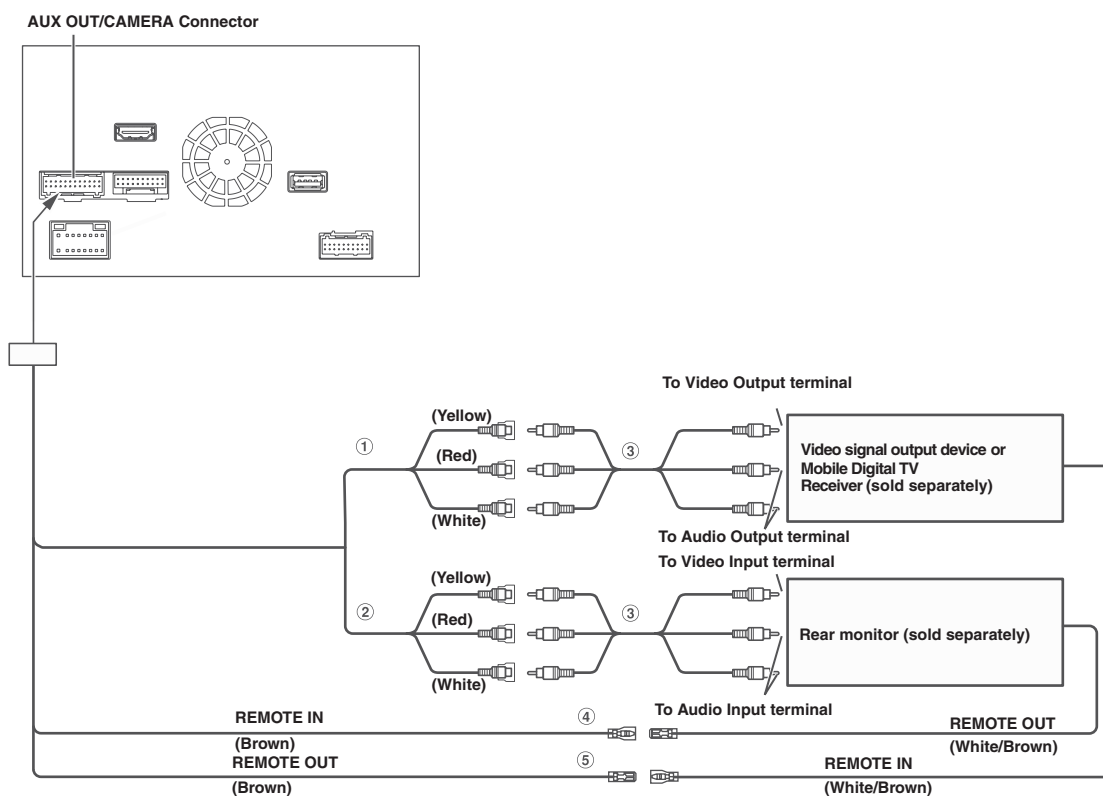 AUX OUT/CAMERA Connector
To Video Output terminal
(Yellow)
①
(Red)
③
Video signal output device or
Mobile Digital TV
Receiver (sold separately)
(White)
To Audio Output terminal
To Video Input terminal
(Yellow)
②
(Red)
③
Rear monitor (sold separately)
(White)
To Audio Input terminal
REMOTE IN
④
REMOTE OUT
(Brown)
(White/Brown)
REMOTE OUT
⑤
REMOTE IN
(Brown)
(White/Brown)